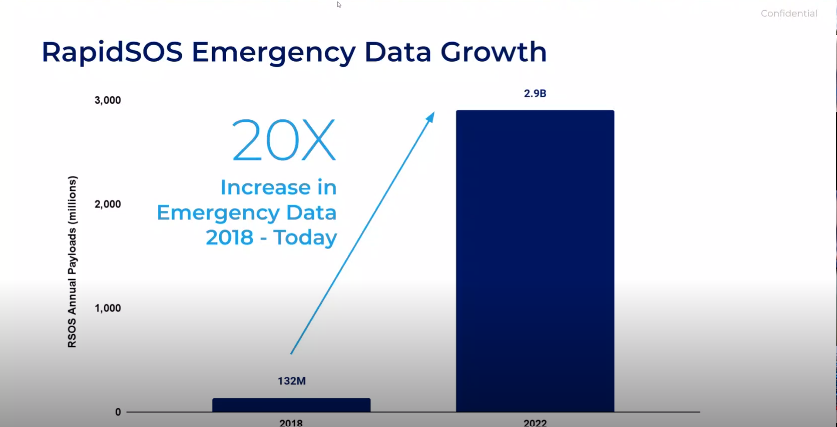 Confidential
RapidSOS Emergency Data Growth
3,000
2.9B
20X
Increase in
Emergency Data
2018 - Today
2,000
RSOS Annual Payloads (millions)
1,000
132M
0
2018
2022